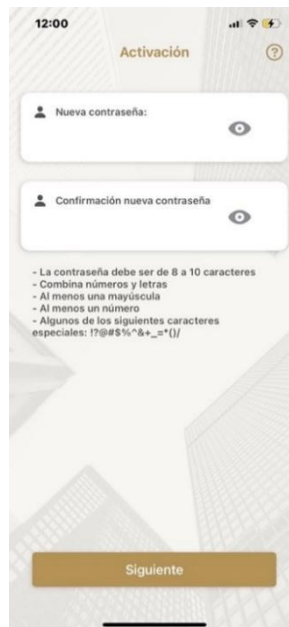 12:00
Activación
?
Nueva contraseña:
Confirmación nueva contraseña
- La contraseña debe ser de 8 a 10 caracteres
- Combina números y letras
- Al menos una mayúscula
- Al menos un número
- Algunos de los siguientes caracteres
especiales: !?@#$%^&+_=*()/
Siguiente